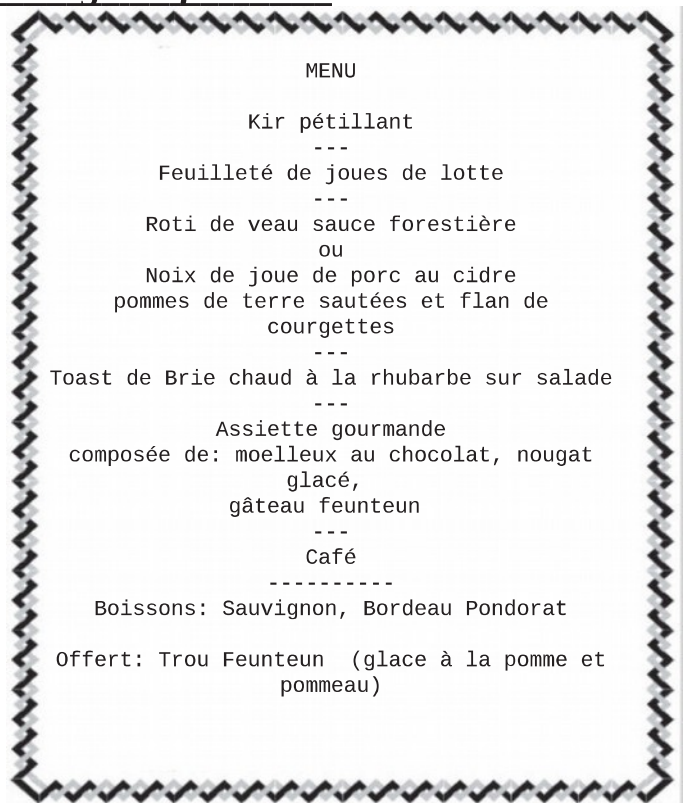 MENU
Kir pétillant
---
Feuilleté de joues de lotte
---
Roti de veau sauce forestière
ou
Noix de joue de porc au cidre
pommes de terre sautées et flan de
courgettes
---
Toast de Brie chaud à la rhubarbe sur salade
---
Assiette gourmande
composée de: moelleux au chocolat, nougat
glacé,
gâteau feunteun
---
Café
----------
Boissons: Sauvignon, Bordeau Pondorat
Offert: Trou Feunteun  (glace à la pomme et
pommeau)